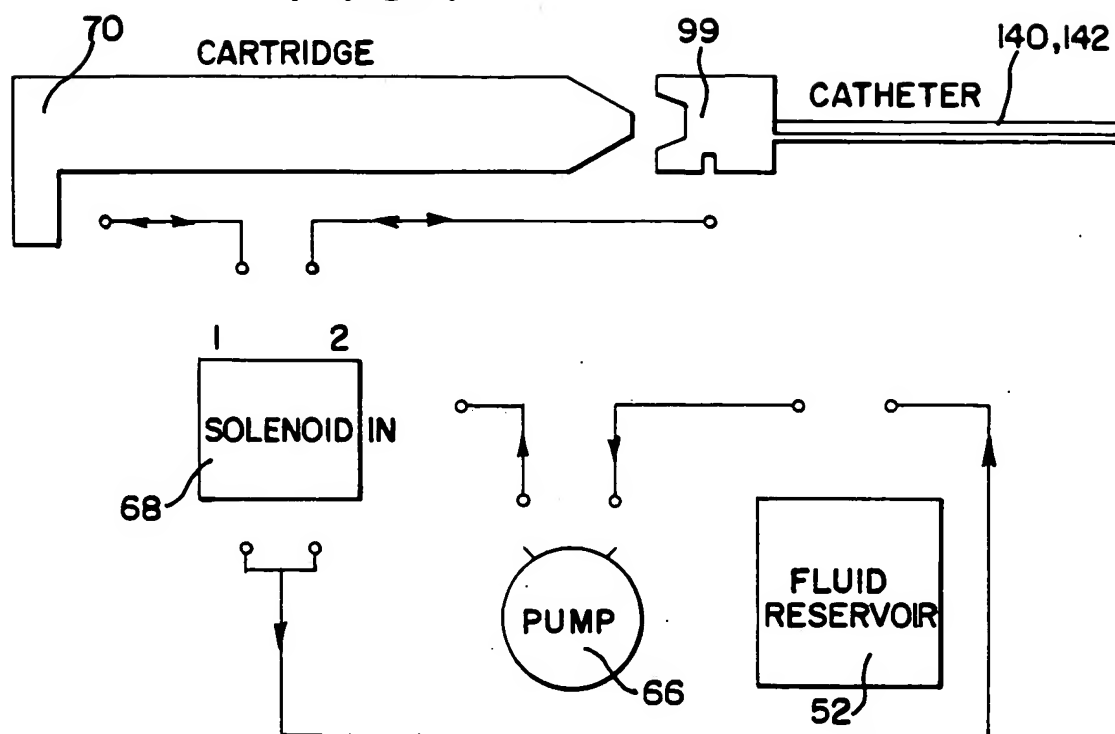 70
CARTRIDGE
99
140,142
CATHETER
1 2
SOLENOID IN
68
PUMP
66
FLUID
RESERVOIR
52